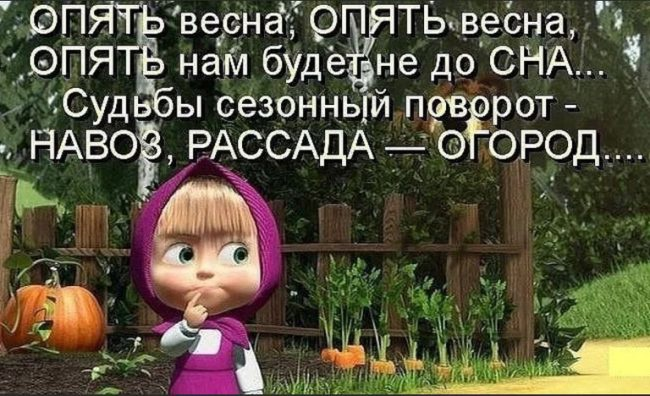 ОПЯТЬ весна, ОПЯТЬ весна,
ОПЯТЬ нам будет не до СНА...
Судьбы сезонный поворот -
НАВОЗ, РАССАДА — ОГОРОД....